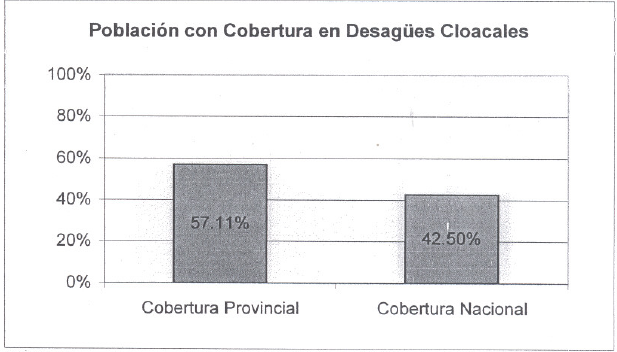 Población con Cobertura en Desagües Cloacales
100%
80%
60%
40%
20%
0%
57.11%
42.50%
Cobertura Provincial
Cobertura Nacional